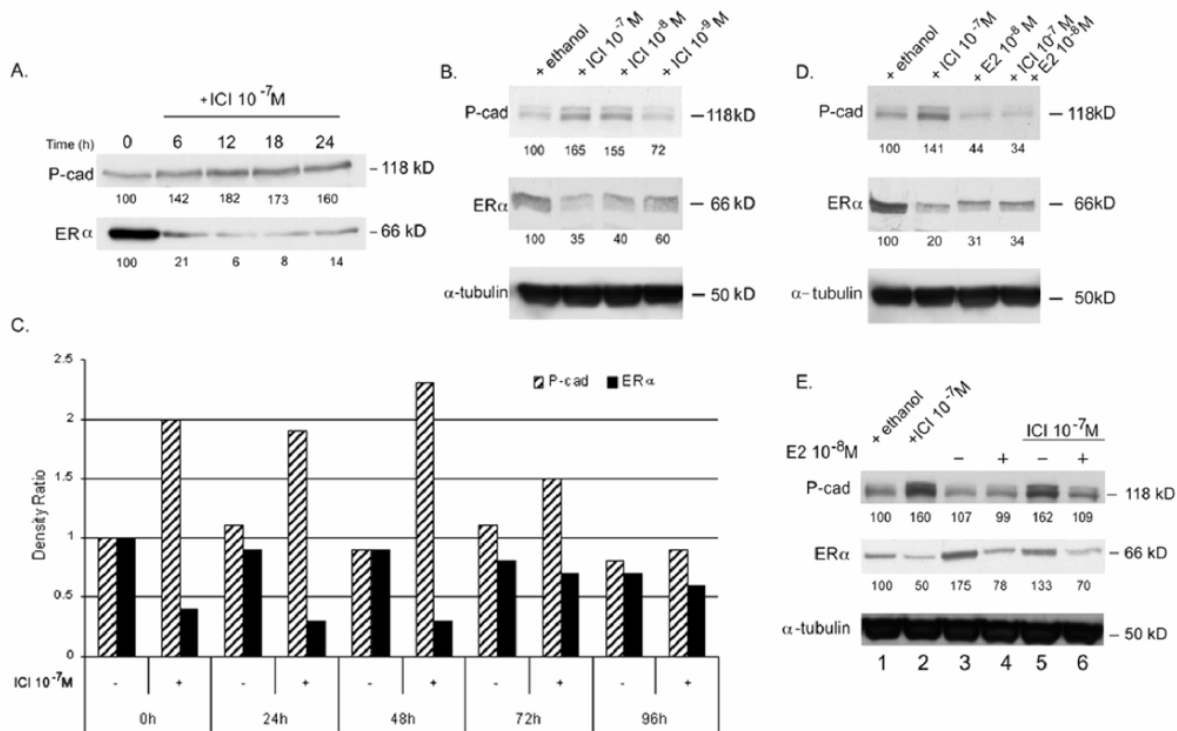 A.
+ICI 10⁻⁷M
Time (h) 0 6 12 18 24
P-cad – 118 kD
100 142 182 173 160
ERα – 66 kD
100 21 6 8 14
B.
+ ethanol
+ ICI 10⁻⁷M
+ ICI 10⁻⁸M
+ ICI 10⁻⁹M
P-cad — 118kD
100 165 155 72
ERα — 66 kD
100 35 40 60
α-tubulin — 50 kD
D.
+ ethanol
+ ICI 10⁻⁷M
+ E2 10⁻⁸M
+ ICI 10⁻⁷M
+ E2 10⁻⁸M
P-cad — 118kD
100 141 44 34
ERα — 66kD
100 20 31 34
α-tubulin — 50kD
C.
Density Ratio
2.5
2
1.5
1
0.5
0
P-cad ERα
ICI 10⁻⁷M - + - + - + - + - +
0h 24h 48h 72h 96h
E.
+ ethanol
+ICI 10⁻⁷M
ICI 10⁻⁷M
E2 10⁻⁸M – + – +
P-cad – 118 kD
100 160 107 99 162 109
ERα – 66 kD
100 50 175 78 133 70
α-tubulin – 50 kD
1 2 3 4 5 6